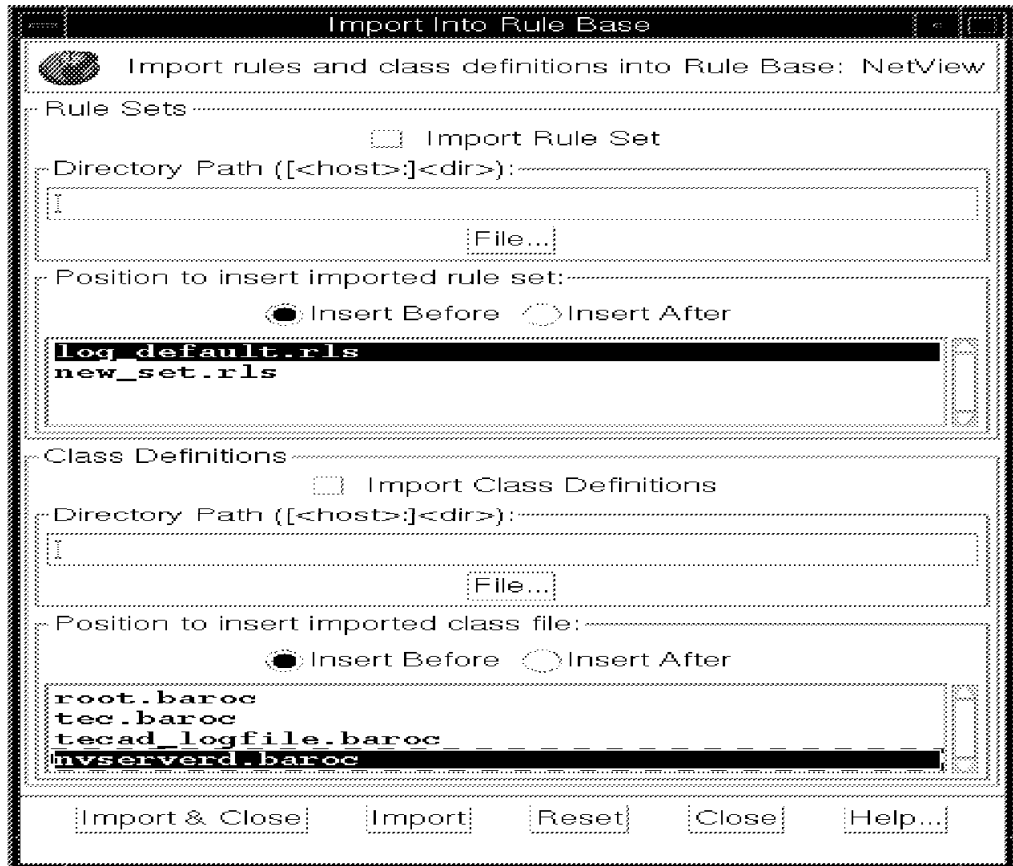 Import Into Rule Base
Import rules and class definitions into Rule Base: NetView
Rule Sets
Import Rule Set
Directory Path ([<host>:]<dir>):
File...
Position to insert imported rule set:
Insert Before Insert After
log_default.rls
new_set.rls
Class Definitions
Import Class Definitions
Directory Path ([<host>:]<dir>):
File...
Position to insert imported class file:
Insert Before Insert After
root.baroc
tec.baroc
tecad_logfile.baroc
nvserverd.baroc
Import & Close Import Reset Close Help...